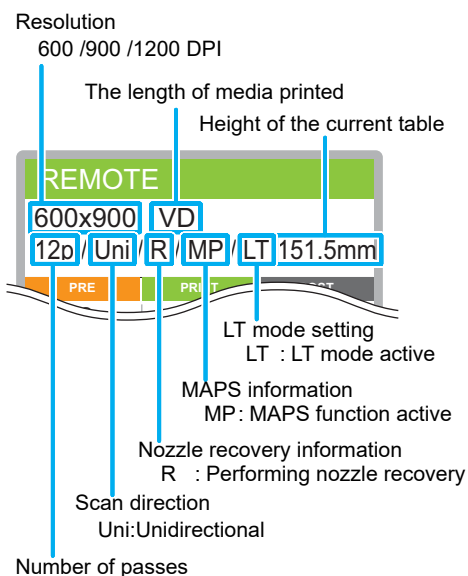 Resolution
600 /900 /1200 DPI
The length of media printed
Height of the current table
REMOTE
600x900 VD
12p/Uni/R/MP/LT 151.5mm
PRE PRINT
LT mode setting
LT : LT mode active
MAPS information
MP: MAPS function active
Nozzle recovery information
R : Performing nozzle recovery
Scan direction
Uni:Unidirectional
Number of passes